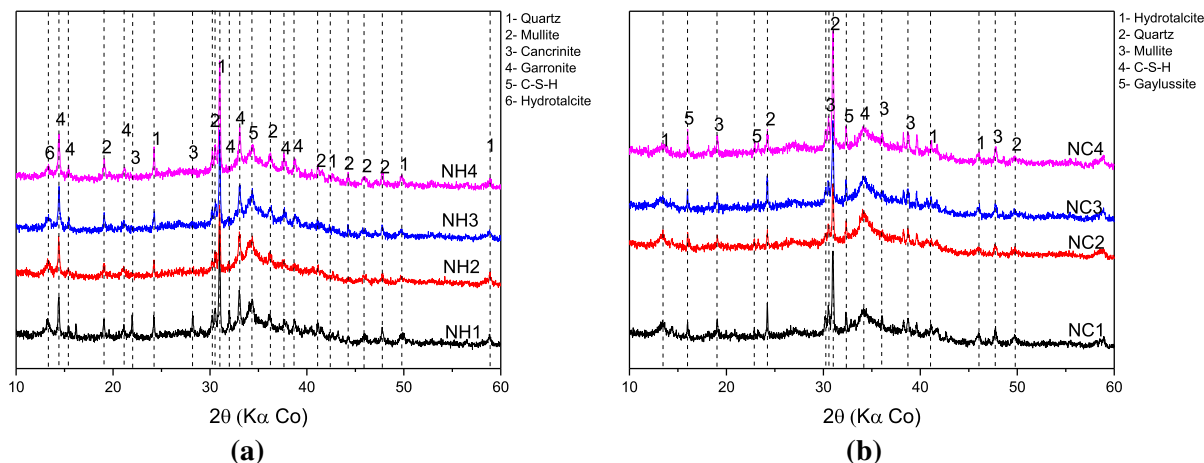 1- Quartz
2- Mullite
3- Cancrinite
4- Garronite
5- C-S-H
6- Hydrotalcite
6 4 4 2 4 3 1 3 2 1 4 4 5 2 4 4 2 1 2 2 2 1 1
NH4
NH3
NH2
NH1
10 20 30 40 50 60
2θ (Kα Co)
(a)
1- Hydrotalcite
2- Quartz
3- Mullite
4- C-S-H
5- Gaylussite
1 5 3 5 2 3 2 5 4 3 3 1 1 3 2
NC4
NC3
NC2
NC1
10 20 30 40 50 60
2θ (Kα Co)
(b)